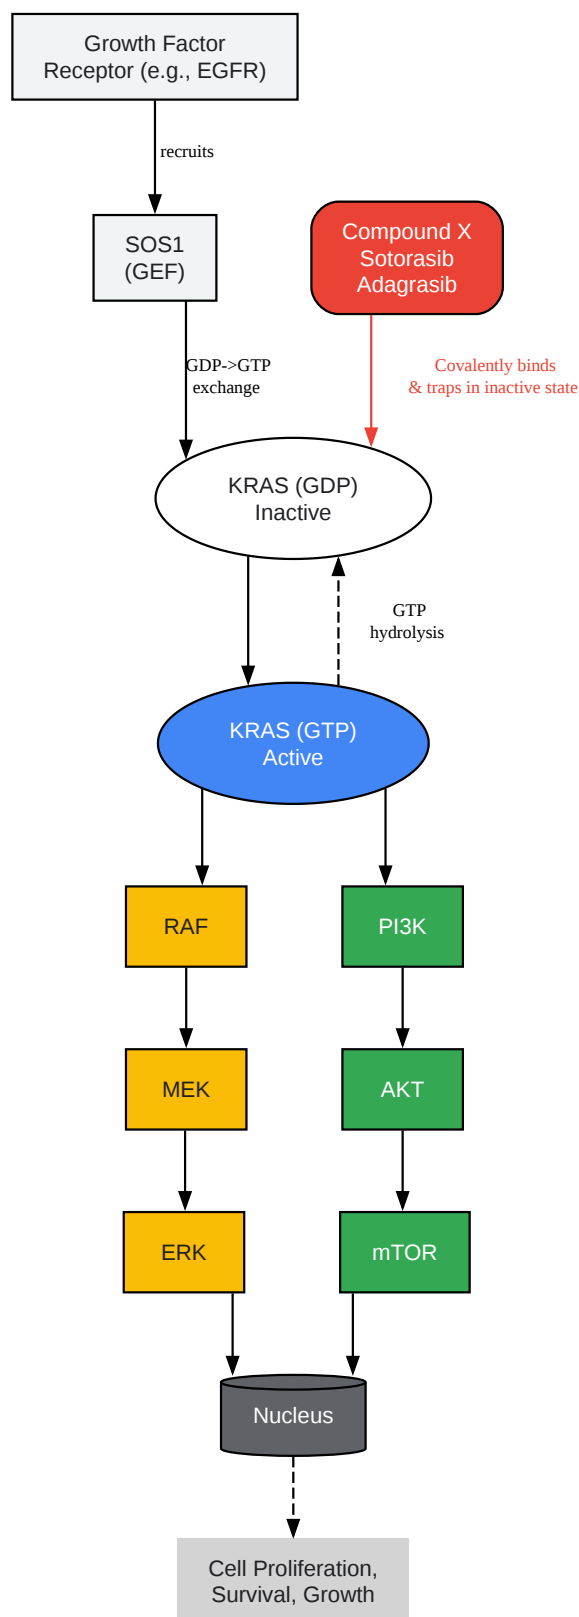 Growth Factor
Receptor (e.g., EGFR)
recruits
SOS1
(GEF)
Compound X
Sotorasib
Adagrasib
GDP->GTP
exchange
Covalently binds
& traps in inactive state
KRAS (GDP)
Inactive
GTP
hydrolysis
KRAS (GTP)
Active
RAF
PI3K
MEK
AKT
ERK
mTOR
Nucleus
Cell Proliferation,
Survival, Growth